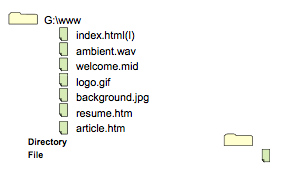 G:\www
index.html(l)
ambient.wav
welcome.mid
logo.gif
background.jpg
resume.htm
article.htm
Directory
File